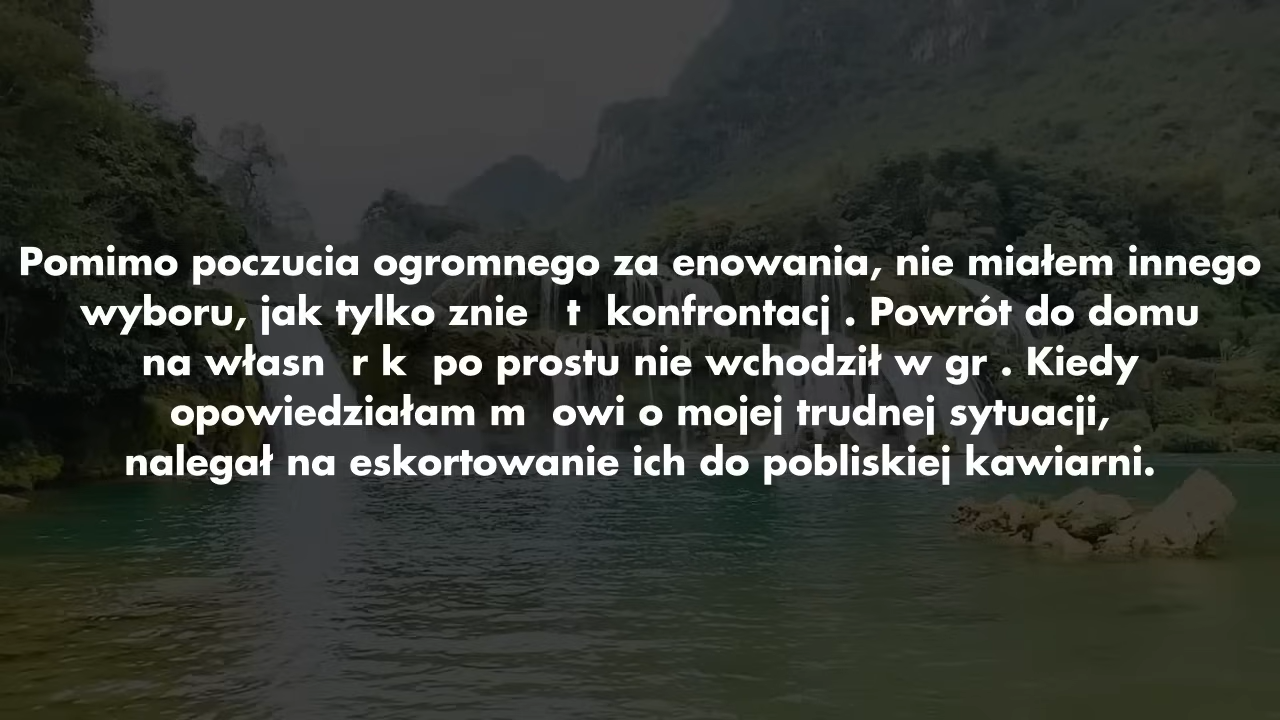 Pomimo poczucia ogromnego za enowania, nie miałem innego
wyboru, jak tylko znie t konfrontacj . Powrót do domu
na własn r k po prostu nie wchodził w gr . Kiedy
opowiedziałam m owi o mojej trudnej sytuacji,
nalegał na eskortowanie ich do pobliskiej kawiarni.